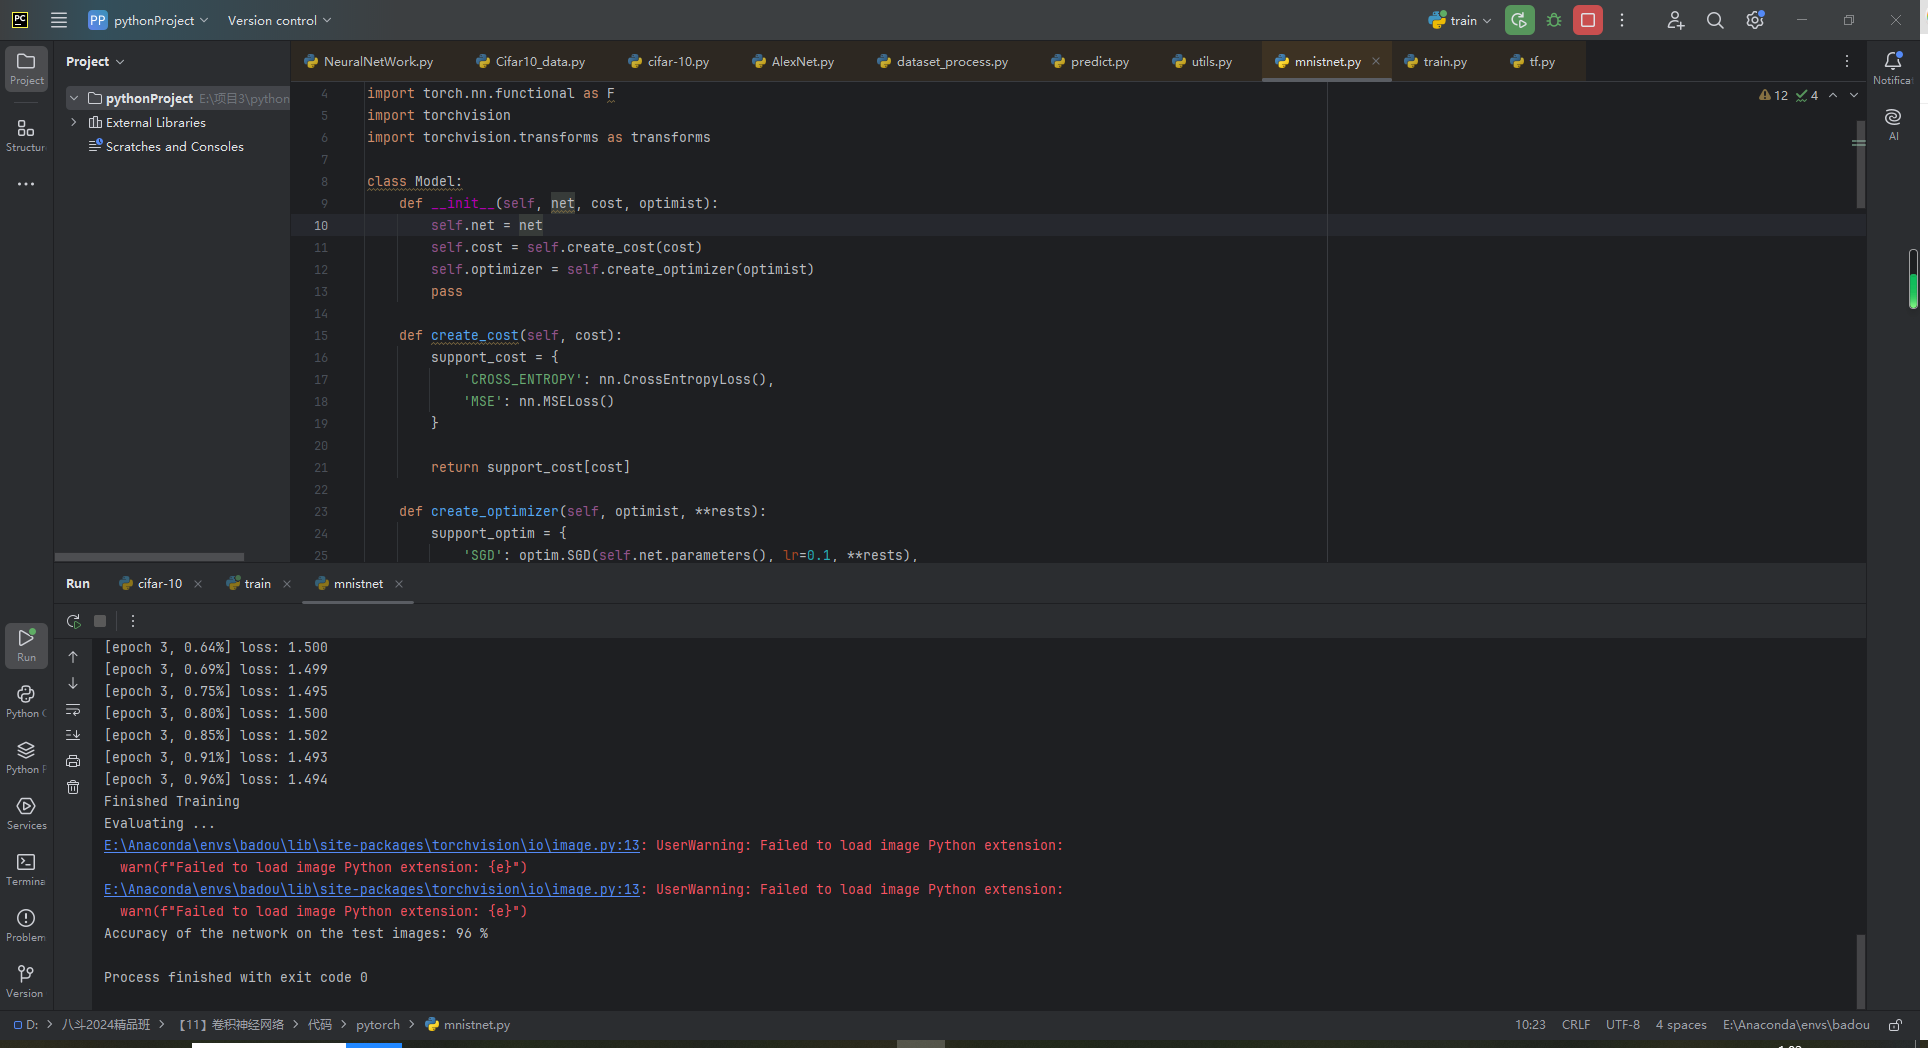 PC
PP pythonProject Version control train
Project
NeuralNetWork.py Cifar10_data.py cifar-10.py AlexNet.py dataset_process.py predict.py utils.py mnistnet.py train.py tf.py
Project
Structur
Notifica
AI
pythonProject E:\项目3\python
External Libraries
Scratches and Consoles
12 4
4 import torch.nn.functional as F
5 import torchvision
6 import torchvision.transforms as transforms
7
8 class Model:
9 def __init__(self, net, cost, optimist):
10 self.net = net
11 self.cost = self.create_cost(cost)
12 self.optimizer = self.create_optimizer(optimist)
13 pass
14
15 def create_cost(self, cost):
16 support_cost = {
17 'CROSS_ENTROPY': nn.CrossEntropyLoss(),
18 'MSE': nn.MSELoss()
19 }
20
21 return support_cost[cost]
22
23 def create_optimizer(self, optimist, **rests):
24 support_optim = {
25 'SGD': optim.SGD(self.net.parameters(), lr=0.1, **rests),
Run cifar-10 train mnistnet
Run
Python C
Python F
Services
Termina
Problem
Version
[epoch 3, 0.64%] loss: 1.500
[epoch 3, 0.69%] loss: 1.499
[epoch 3, 0.75%] loss: 1.495
[epoch 3, 0.80%] loss: 1.500
[epoch 3, 0.85%] loss: 1.502
[epoch 3, 0.91%] loss: 1.493
[epoch 3, 0.96%] loss: 1.494
Finished Training
Evaluating ...
E:\Anaconda\envs\badou\lib\site-packages\torchvision\io\image.py:13: UserWarning: Failed to load image Python extension:
warn(f"Failed to load image Python extension: {e}")
E:\Anaconda\envs\badou\lib\site-packages\torchvision\io\image.py:13: UserWarning: Failed to load image Python extension:
warn(f"Failed to load image Python extension: {e}")
Accuracy of the network on the test images: 96 %
Process finished with exit code 0
D: > 八斗2024精品班 > 【11】卷积神经网络 > 代码 > pytorch > mnistnet.py
10:23 CRLF UTF-8 4 spaces E:\Anaconda\envs\badou